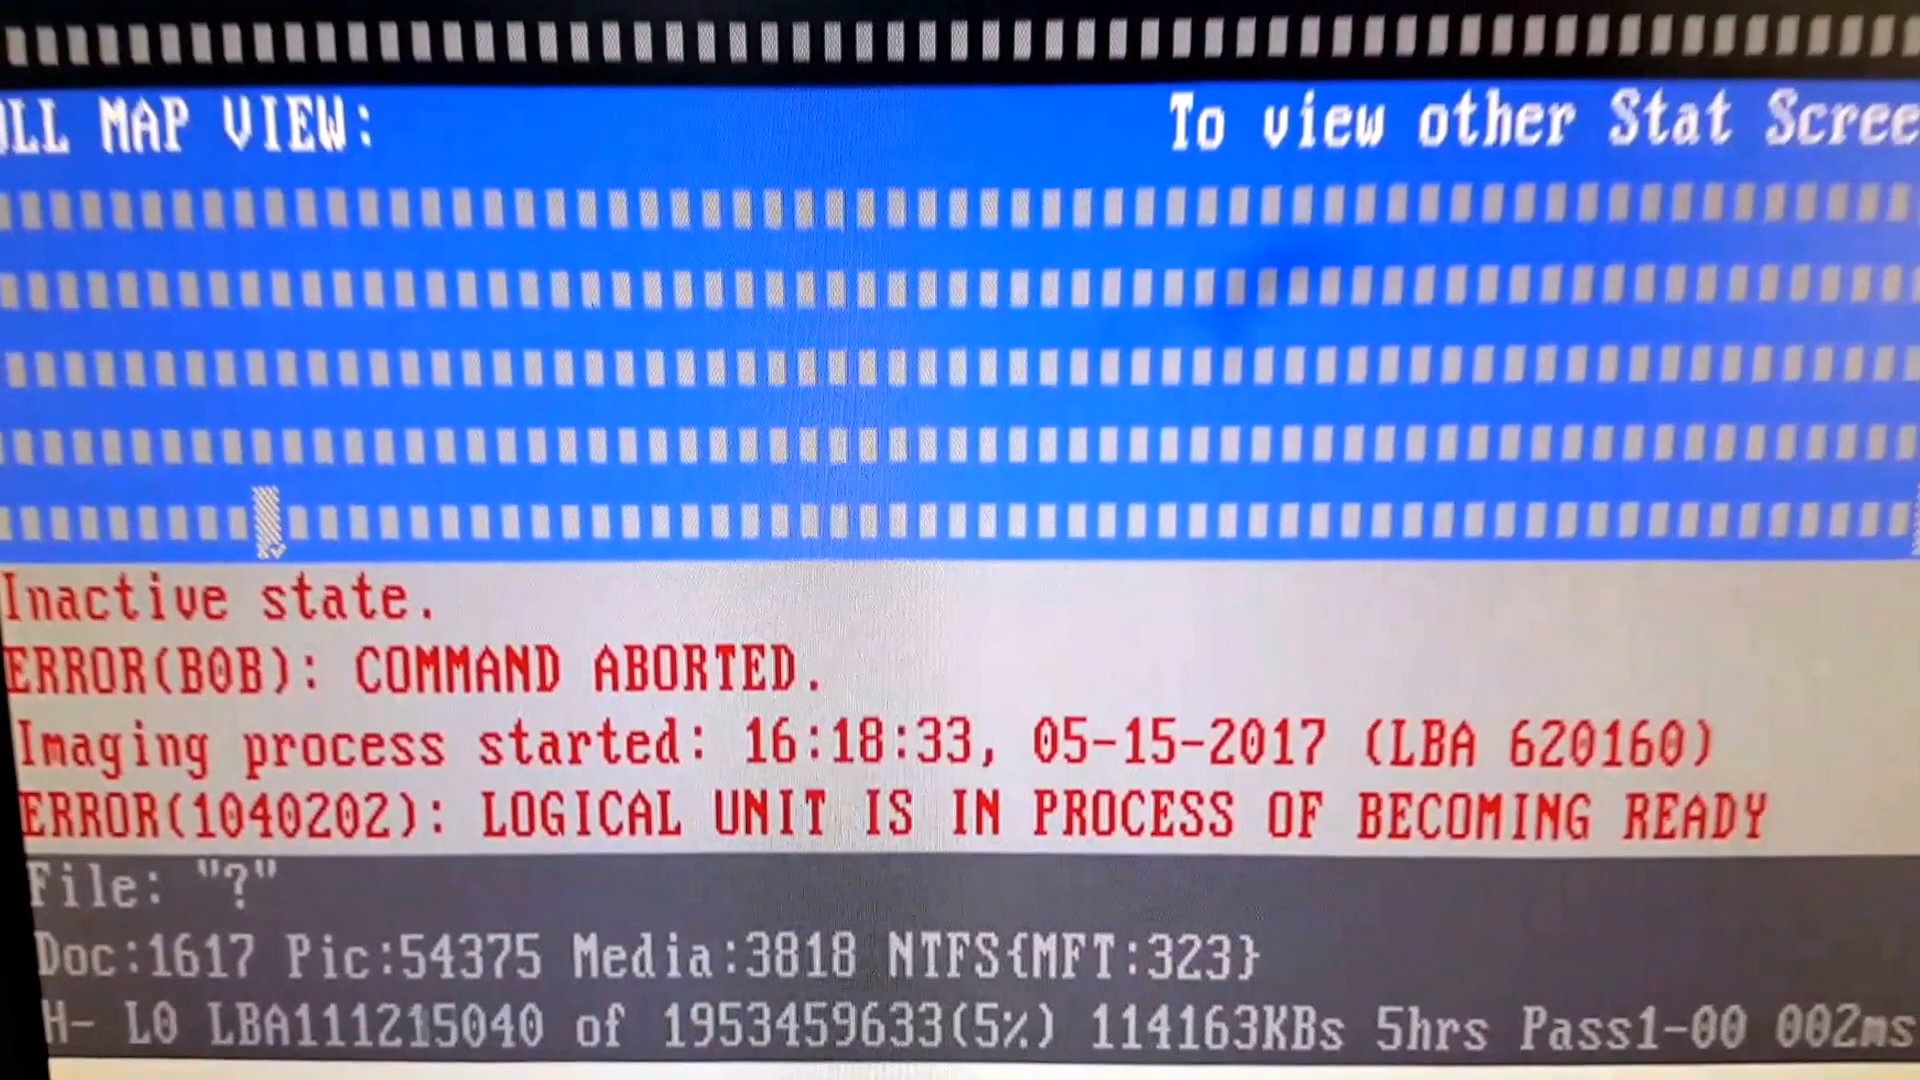 MAP VIEW: To view other Stat
Inactive state.
ERROR(B0B): COMMAND ABORTED.
Imaging process started: 16:18:33, 05-15-2017 (LBA 620160)
ERROR(1040202): LOGICAL UNIT IS IN PROCESS OF BECOMING READY
File: "?"
Doc:1617 Pic:54375 Media:3818 NTFS{MFT:323}
H- L0 LBA111215040 of 1953459633(5%) 114163KBs 5hrs Pass1-00 002ms